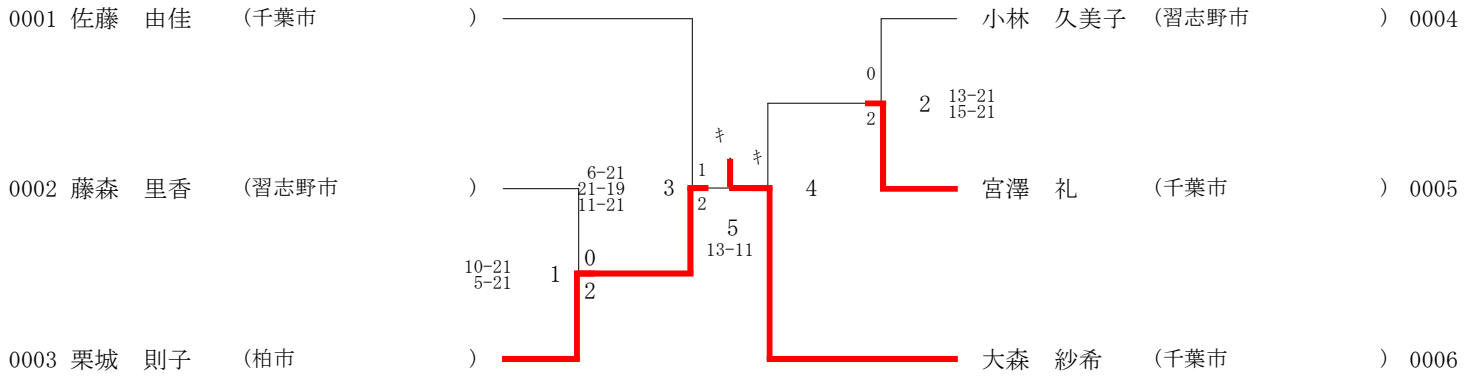 0001 佐藤 由佳 (千葉市 )
小林 久美子 (習志野市 ) 0004
0
2
2
13-21
15-21
キ
キ
0002 藤森 里香 (習志野市 )
6-21
21-19
11-21
3
1
2
4
宮澤 礼 (千葉市 ) 0005
5
13-11
10-21
5-21
1
0
2
0003 栗城 則子 (柏市 )
大森 紗希 (千葉市 ) 0006